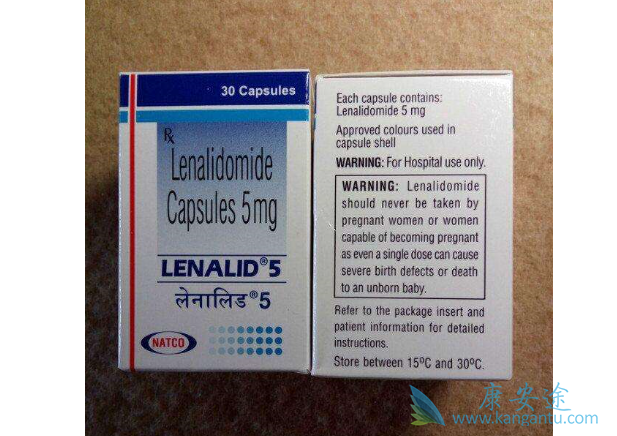 30 Capsules
Rx
Lenalidomide
Capsules 5mg
LENALID®5
लेनालिड®5
NATCO
Each capsule contains:
Lenalidomide 5 mg
Approved colours used in
capsule shell
WARNING: For Hospital use only.
WARNING: Lenalidomide
should never be taken by
pregnant women or women
capable of becoming pregnant
as even a single dose can cause
severe birth defects or death
to an unborn baby.
Refer to the package insert and
patient information for detailed
instructions.
Store between 15ºC and 30ºC.
康安途
www.kangantu.com